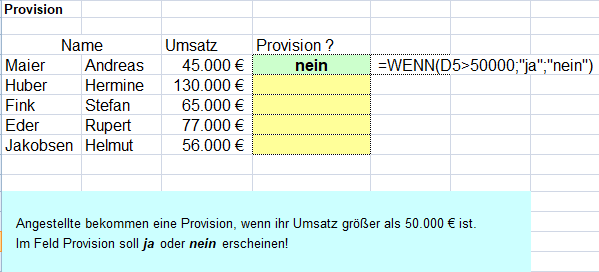 Provision
Name Umsatz Provision ?
Maier Andreas 45.000 € nein =WENN(D5>50000;"ja";"nein")
Huber Hermine 130.000 €
Fink Stefan 65.000 €
Eder Rupert 77.000 €
Jakobsen Helmut 56.000 €
Angestellte bekommen eine Provision, wenn ihr Umsatz größer als 50.000 € ist.
Im Feld Provision soll ja oder nein erscheinen!